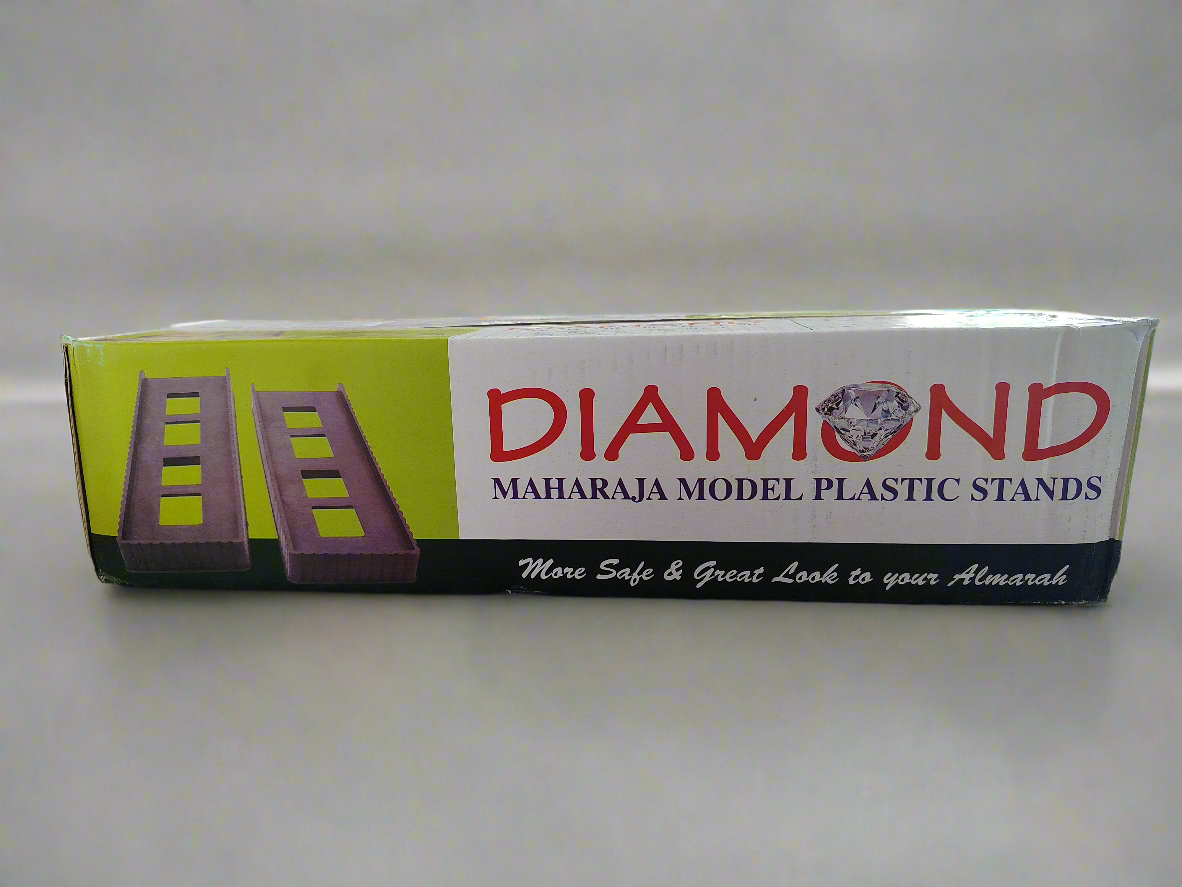 DIAMOND
MAHARAJA MODEL PLASTIC STANDS
More Safe & Great Look to your Almarah